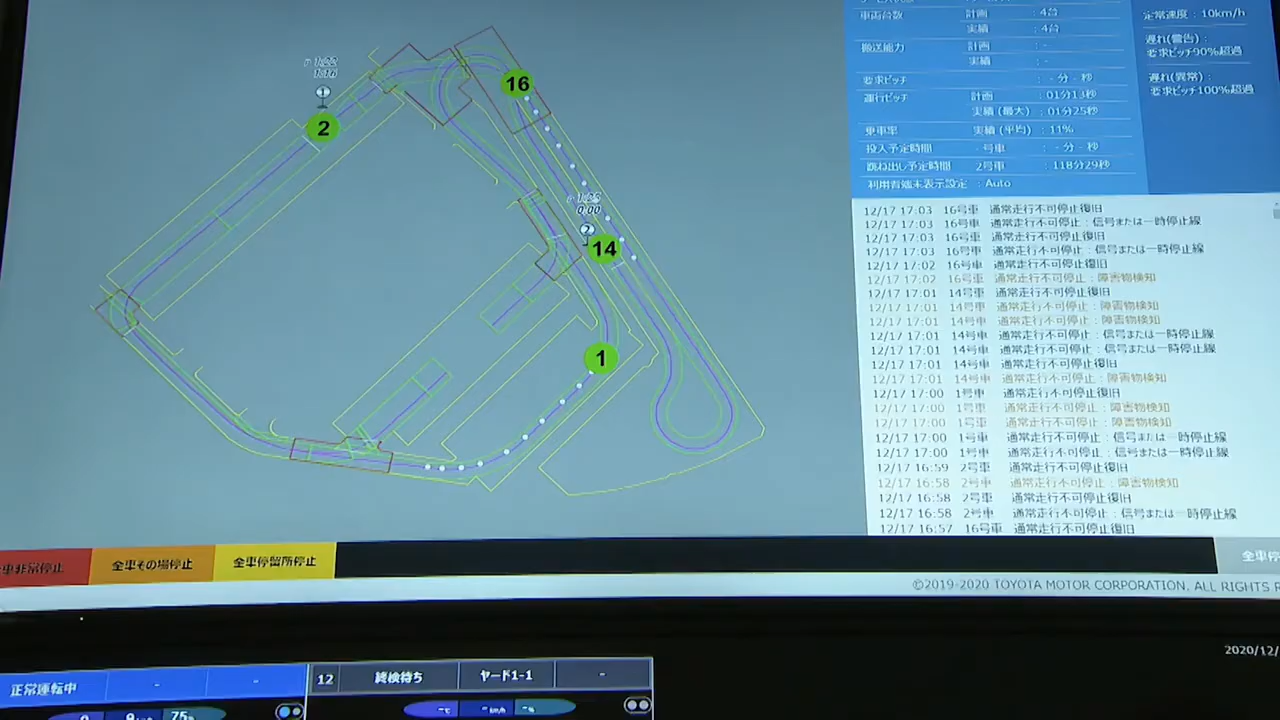 車両台数 計画 : 4台
実績 : 4台
搬送能力 計画 : -
実績 : -
要求ピッチ : - 分 - 秒
運行ピッチ 計画 : 01分13秒
実績 (最大) : 01分25秒
乗車率 実績 (平均) : 11%
投入予定時間 - 号車 : - 分 - 秒
跳ね出し予定時間 2号車 : 118分29秒
利用者端末表示設定 : Auto
定常速度 : 10km/h
遅れ(警告) :
要求ピッチ90%超過
遅れ(異常) :
要求ピッチ100%超過
16
1
2
0.00
2
14
1
12/17 17:03 16号車 通常走行不可停止復旧
12/17 17:03 16号車 通常走行不可停止 : 信号または一時停止線
12/17 17:03 16号車 通常走行不可停止復旧
12/17 17:03 16号車 通常走行不可停止 : 信号または一時停止線
12/17 17:02 16号車 通常走行不可停止復旧
12/17 17:02 16号車 通常走行不可停止 : 障害物検知
12/17 17:01 14号車 通常走行不可停止復旧
12/17 17:01 14号車 通常走行不可停止 : 障害物検知
12/17 17:01 14号車 通常走行不可停止 : 障害物検知
12/17 17:01 14号車 通常走行不可停止 : 信号または一時停止線
12/17 17:01 14号車 通常走行不可停止 : 信号または一時停止線
12/17 17:01 14号車 通常走行不可停止復旧
12/17 17:01 14号車 通常走行不可停止 : 障害物検知
12/17 17:00 1号車 通常走行不可停止復旧
12/17 17:00 1号車 通常走行不可停止 : 障害物検知
12/17 17:00 1号車 通常走行不可停止 : 障害物検知
12/17 17:00 1号車 通常走行不可停止 : 信号または一時停止線
12/17 17:00 1号車 通常走行不可停止 : 信号または一時停止線
12/17 16:59 2号車 通常走行不可停止復旧
12/17 16:58 2号車 通常走行不可停止 : 障害物検知
12/17 16:58 2号車 通常走行不可停止復旧
12/17 16:58 2号車 通常走行不可停止 : 信号または一時停止線
12/17 16:57 16号車 通常走行不可停止復旧
車非常停止 全車その場停止 全車停留所停止 全車停
©2019-2020 TOYOTA MOTOR CORPORATION. ALL RIGHTS R
2020/12/
正常運転中 - -
12 終検待ち ヤード1-1 -
75%
-℃ -km/h -%